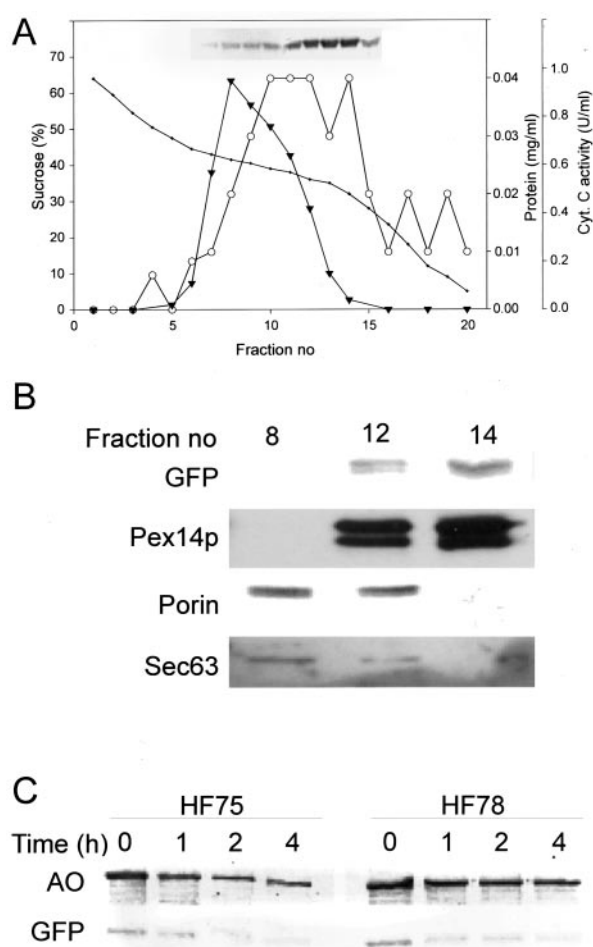 A
Sucrose (%)
70
60
50
40
30
20
10
0
0 5 10 15 20
Fraction no
0.04
0.03
0.02
0.01
0.00
Protein (mg/ml)
1.0
0.8
0.6
0.4
0.2
0.0
Cyt. C activity (U/ml)
B
Fraction no 8 12 14
GFP
Pex14p
Porin
Sec63
C
HF75 HF78
Time (h) 0 1 2 4 0 1 2 4
AO
GFP